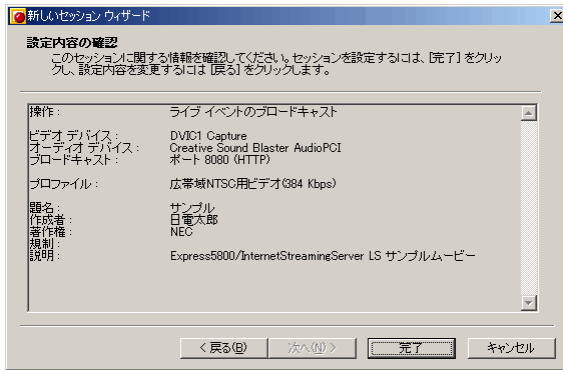 新しいセッション ウィザード
設定内容の確認
このセッションに関する情報を確認してください。セッションを設定するには、[完了] をクリッ
クし、設定内容を変更するには [戻る] をクリックします。
操作 : ライブ イベントのブロードキャスト
ビデオ デバイス : DVIC1 Capture
オーディオ デバイス : Creative Sound Blaster AudioPCI
ブロードキャスト : ポート 8080 (HTTP)
プロファイル : 広帯域NTSC用ビデオ(384 Kbps)
題名 : サンプル
作成者 : 日電太郎
著作権 : NEC
規制 :
説明 : Express5800/InternetStreamingServer LS サンプルムービー
< 戻る(B) 次へ(N) > 完了 キャンセル